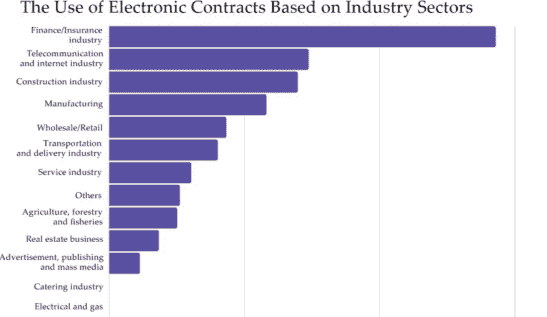 The Use of Electronic Contracts Based on Industry Sectors
Finance/Insurance
industry
Telecommunication
and internet industry
Construction industry
Manufacturing
Wholesale/Retail
Transportation
and delivery industry
Service industry
Others
Agriculture, forestry
and fisheries
Real estate business
Advertisement, publishing
and mass media
Catering industry
Electrical and gas